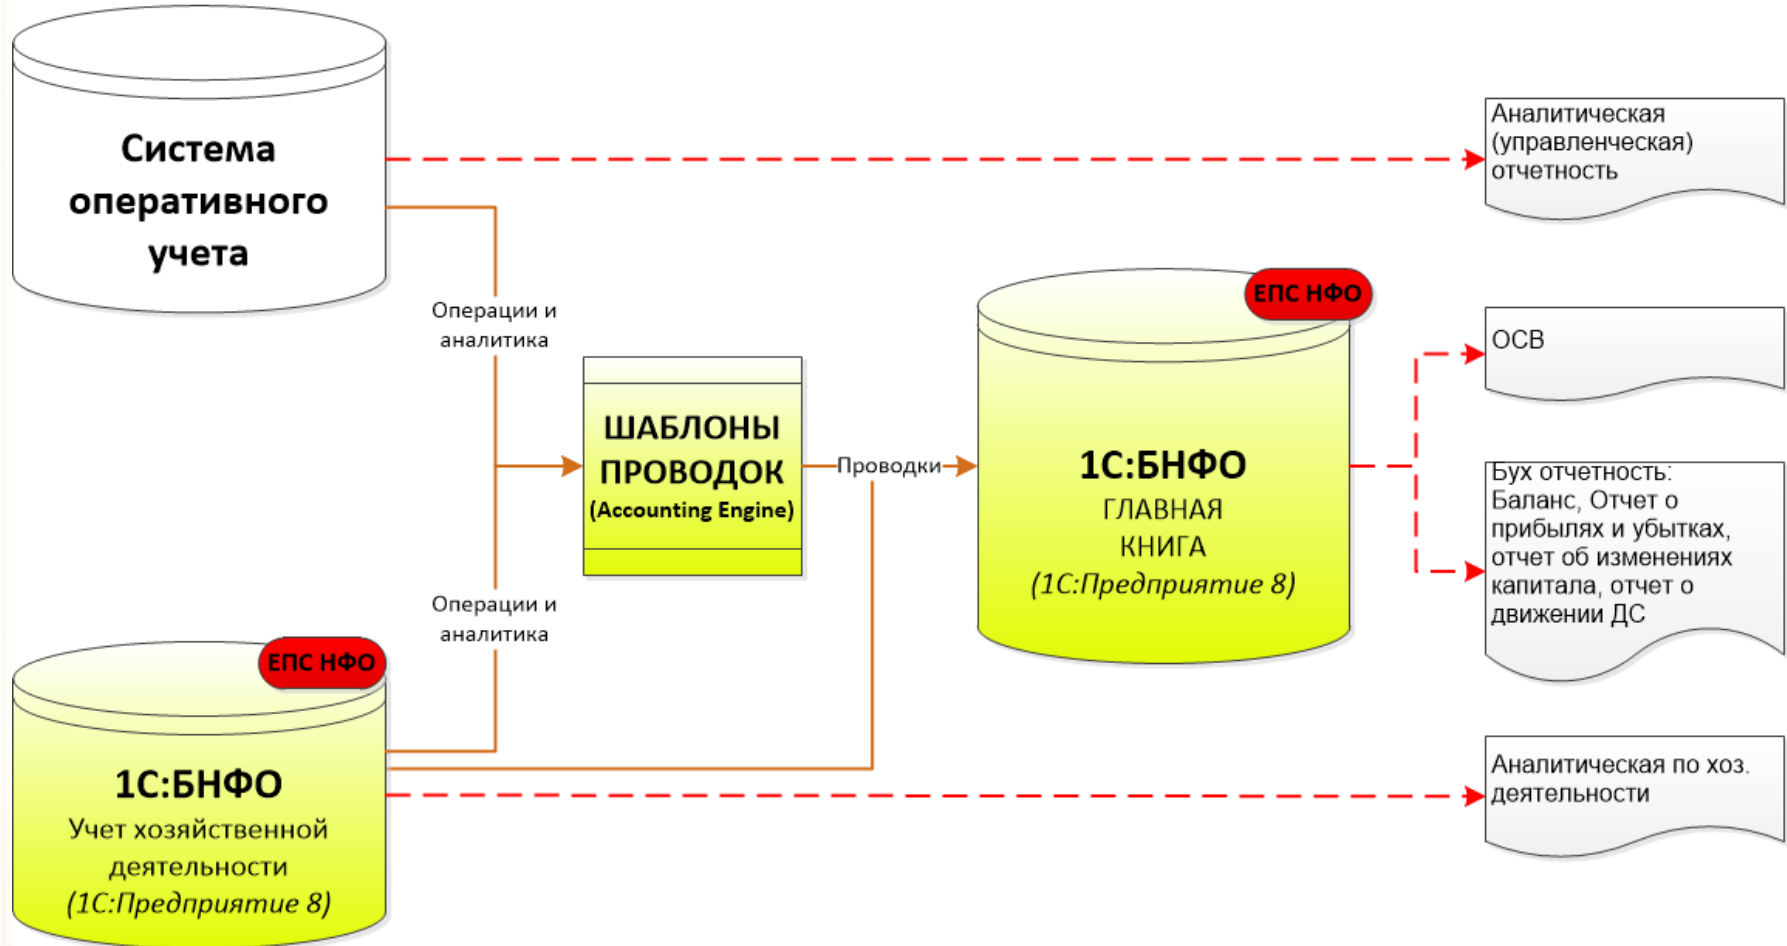 Система
оперативного
учета
Аналитическая
(управленческая)
отчетность
Операции и
аналитика
ЕПС НФО
ОСВ
ШАБЛОНЫ
ПРОВОДОК
(Accounting Engine)
Проводки
1С:БНФО
ГЛАВНАЯ
КНИГА
(1С:Предприятие 8)
Бух отчетность:
Баланс, Отчет о
прибылях и убытках,
отчет об изменениях
капитала, отчет о
движении ДС
Операции и
аналитика
ЕПС НФО
1С:БНФО
Учет хозяйственной
деятельности
(1С:Предприятие 8)
Аналитическая по хоз.
деятельности